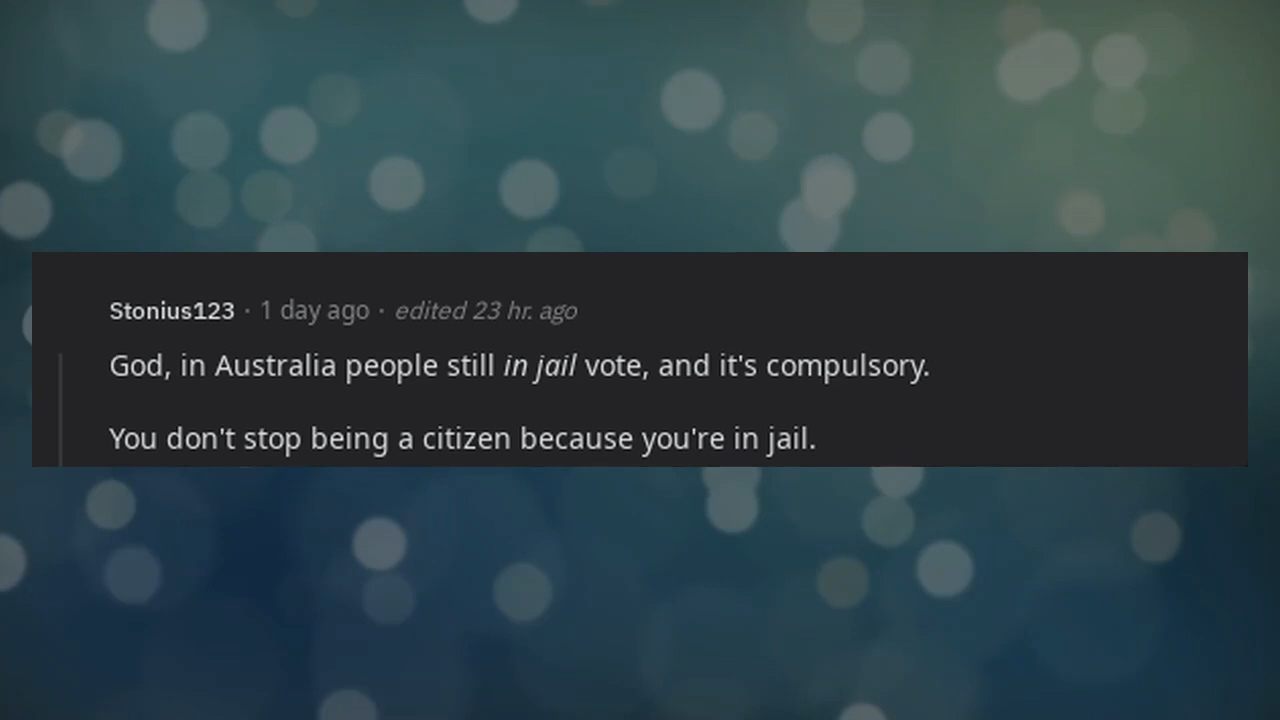 Stonius123 · 1 day ago · edited 23 hr. ago
God, in Australia people still in jail vote, and it's compulsory.
You don't stop being a citizen because you're in jail.